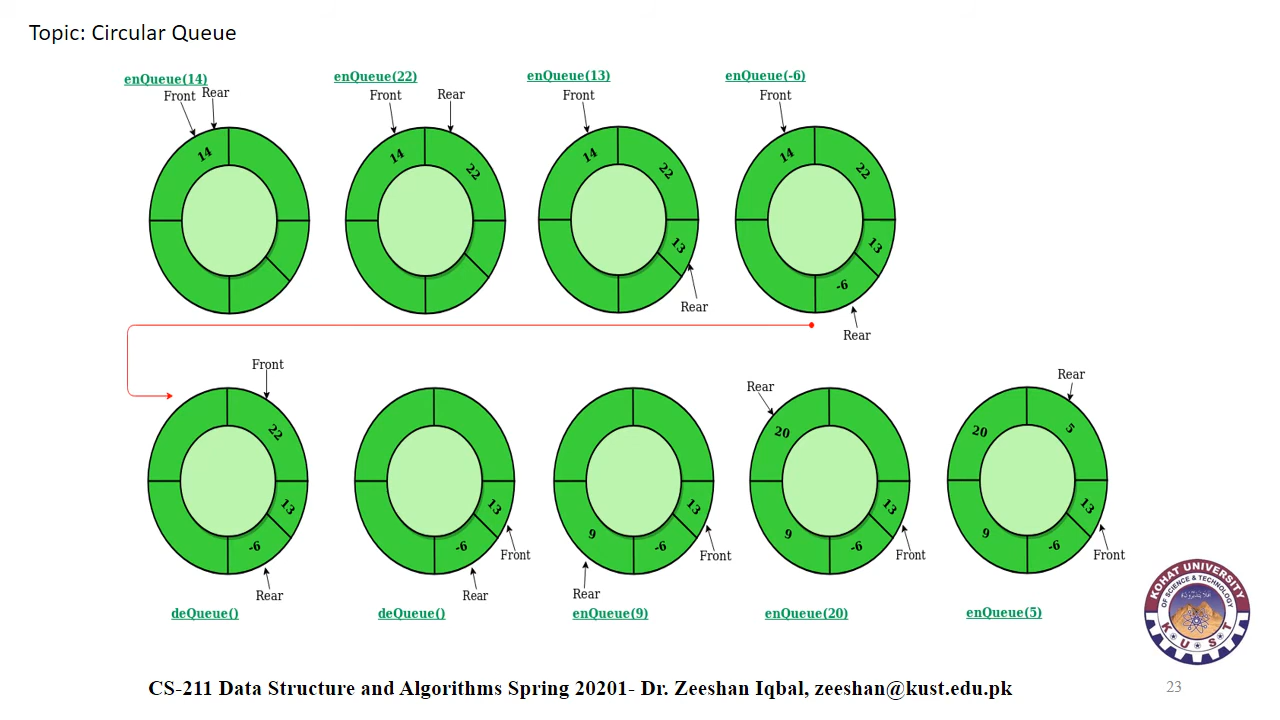 Topic: Circular Queue
enQueue(14)
enQueue(22)
enQueue(13)
enQueue(-6)
Front Rear
Front Rear
Front
Front
14
14 22
14 22 13
14 22 13 -6
Rear
Rear
Front
22 13 -6
Rear
deQueue()
13 -6
Front
Rear
deQueue()
13 -6 9
Front
Rear
enQueue(9)
Rear
20 13 -6 9
Front
enQueue(20)
Rear
20 5 13 -6 9
Front
enQueue(5)
KOHAT UNIVERSITY
OF SCIENCE & TECHNOLOGY
K U S T
CS-211 Data Structure and Algorithms Spring 20201- Dr. Zeeshan Iqbal, zeeshan@kust.edu.pk
23